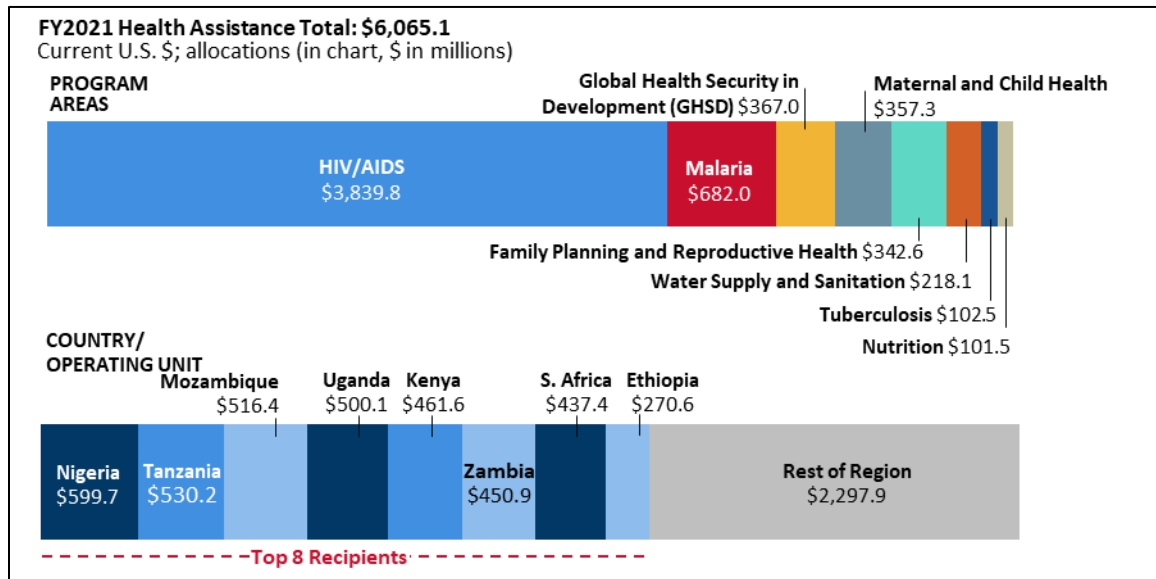 FY2021 Health Assistance Total: $6,065.1
Current U.S. $; allocations (in chart, $ in millions)
PROGRAM
AREAS
Global Health Security in
Development (GHSD) $367.0
Maternal and Child Health
$357.3
HIV/AIDS
$3,839.8
Malaria
$682.0
Family Planning and Reproductive Health $342.6
Water Supply and Sanitation $218.1
Tuberculosis $102.5
Nutrition $101.5
COUNTRY/
OPERATING UNIT
Mozambique
$516.4
Uganda
$500.1
Kenya
$461.6
S. Africa
$437.4
Ethiopia
$270.6
Nigeria
$599.7
Tanzania
$530.2
Zambia
$450.9
Rest of Region
$2,297.9
Top 8 Recipients